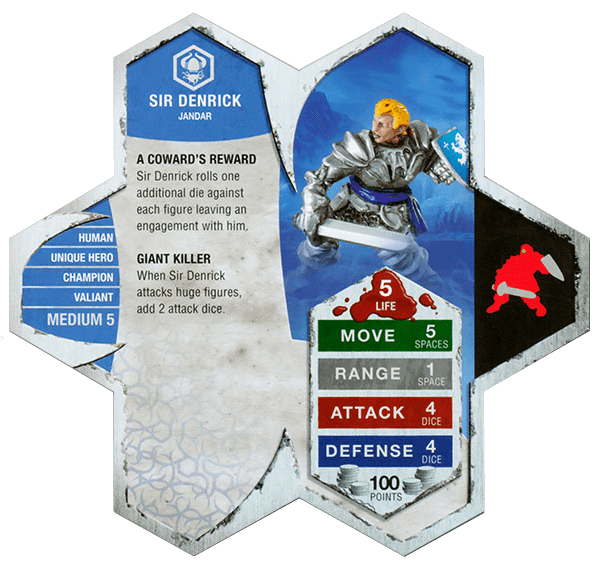 SIR DENRICK
JANDAR
A COWARD'S REWARD
Sir Denrick rolls one
additional die against
each figure leaving an
engagement with him.
GIANT KILLER
When Sir Denrick
attacks huge figures,
add 2 attack dice.
HUMAN
UNIQUE HERO
CHAMPION
VALIANT
MEDIUM 5
5
LIFE
MOVE 5
SPACES
RANGE 1
SPACE
ATTACK 4
DICE
DEFENSE 4
DICE
100
POINTS